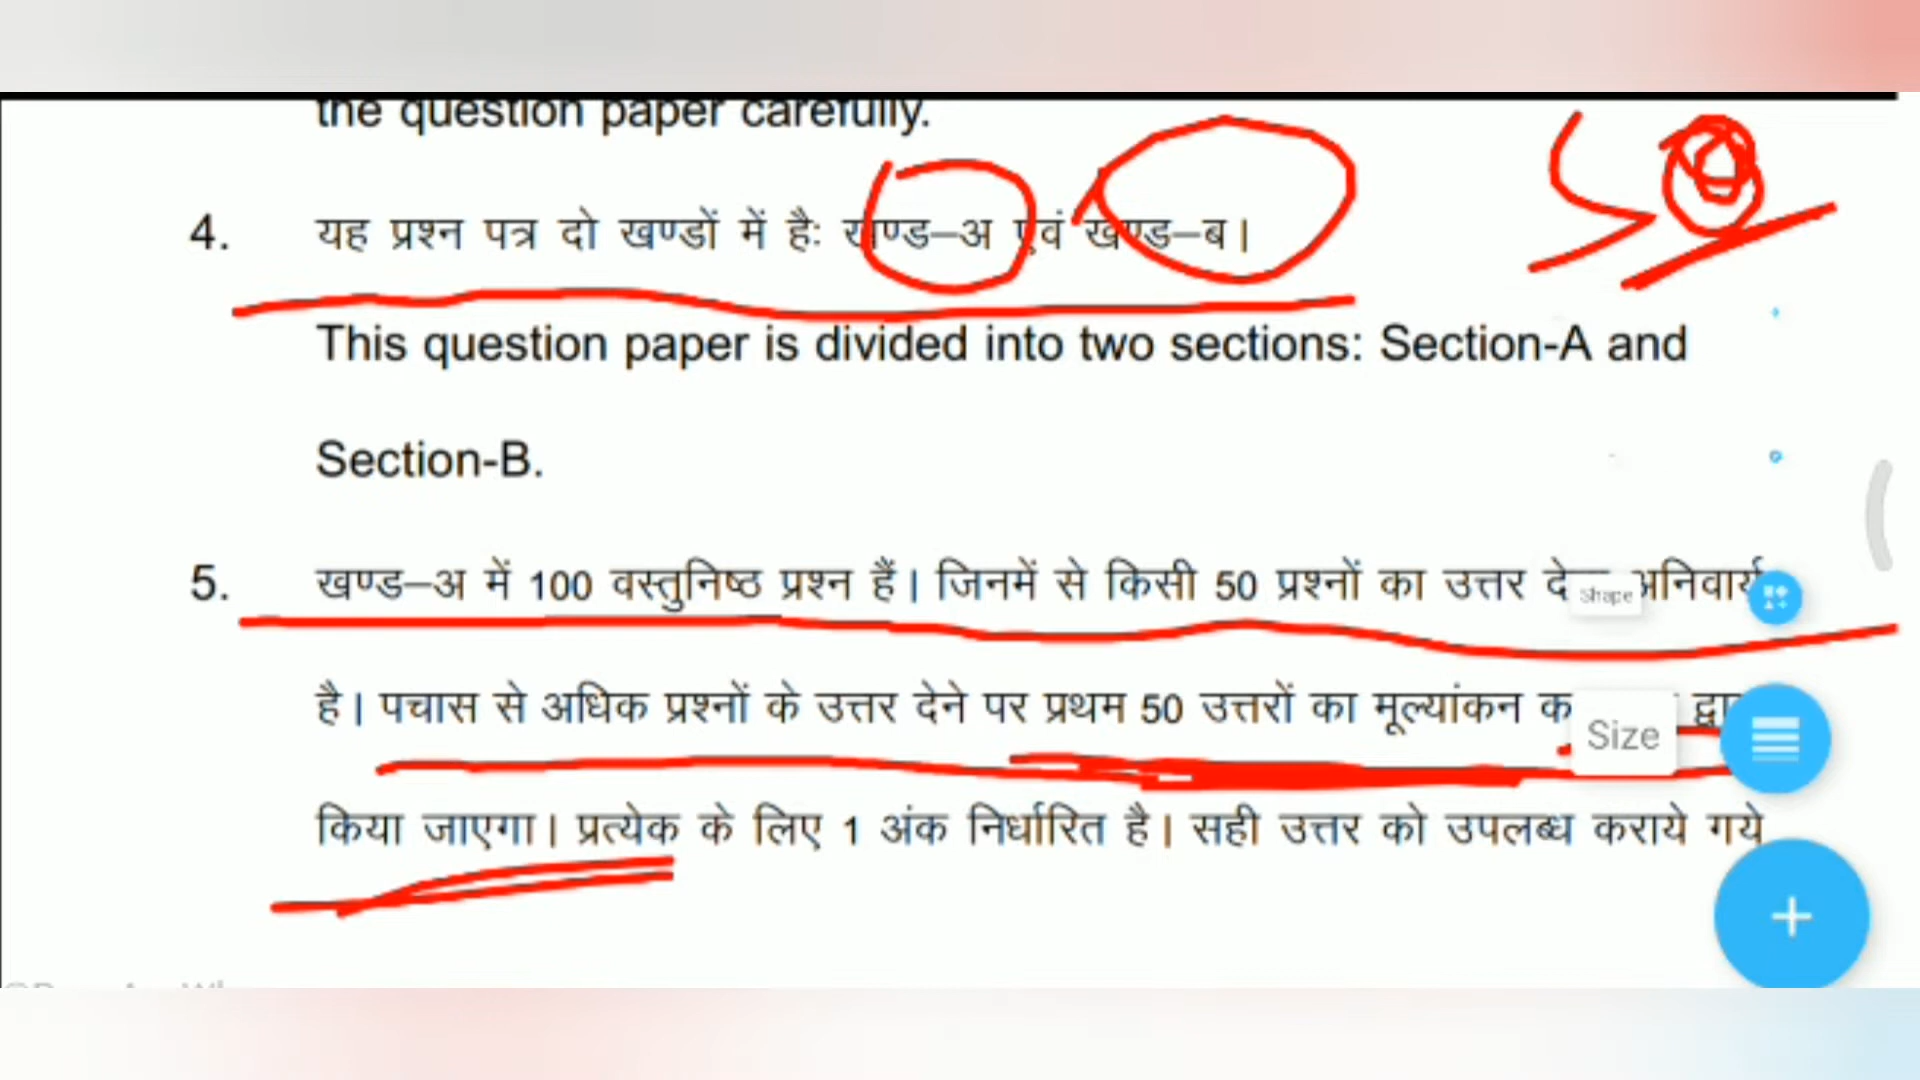 the question paper carefully.
4. यह प्रश्न पत्र दो खण्डों में हैः खण्ड–अ एवं खण्ड–ब।
This question paper is divided into two sections: Section-A and
Section-B.
5. खण्ड–अ में 100 वस्तुनिष्ठ प्रश्न हैं। जिनमें से किसी 50 प्रश्नों का उत्तर अनिवार्य
Shape
है। पचास से अधिक प्रश्नों के उत्तर देने पर प्रथम 50 उत्तरों का मूल्यांकन
Size
किया जाएगा। प्रत्येक के लिए 1 अंक निर्धारित है। सही उत्तर को उपलब्ध कराये गये